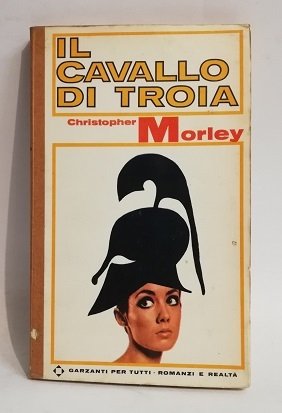 IL
CAVALLO
DI TROIA
Christopher Morley
GARZANTI PER TUTTI · ROMANZI E REALTÀ